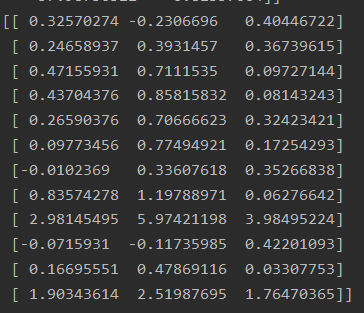 [[ 0.32570274 -0.2306696   0.40446722]
 [ 0.24658937  0.3931457   0.36739615]
 [ 0.47155931  0.7111535   0.09727144]
 [ 0.43704376  0.85815832  0.08143243]
 [ 0.26590376  0.70666623  0.32423421]
 [ 0.09773456  0.77494921  0.17254293]
 [-0.0102369   0.33607618  0.35266838]
 [ 0.83574278  1.19788971  0.06276642]
 [ 2.98145495  5.97421198  3.98495224]
 [-0.0715931  -0.11735985  0.42201093]
 [ 0.16695551  0.47869116  0.03307753]
 [ 1.90343614  2.51987695  1.76470365]]